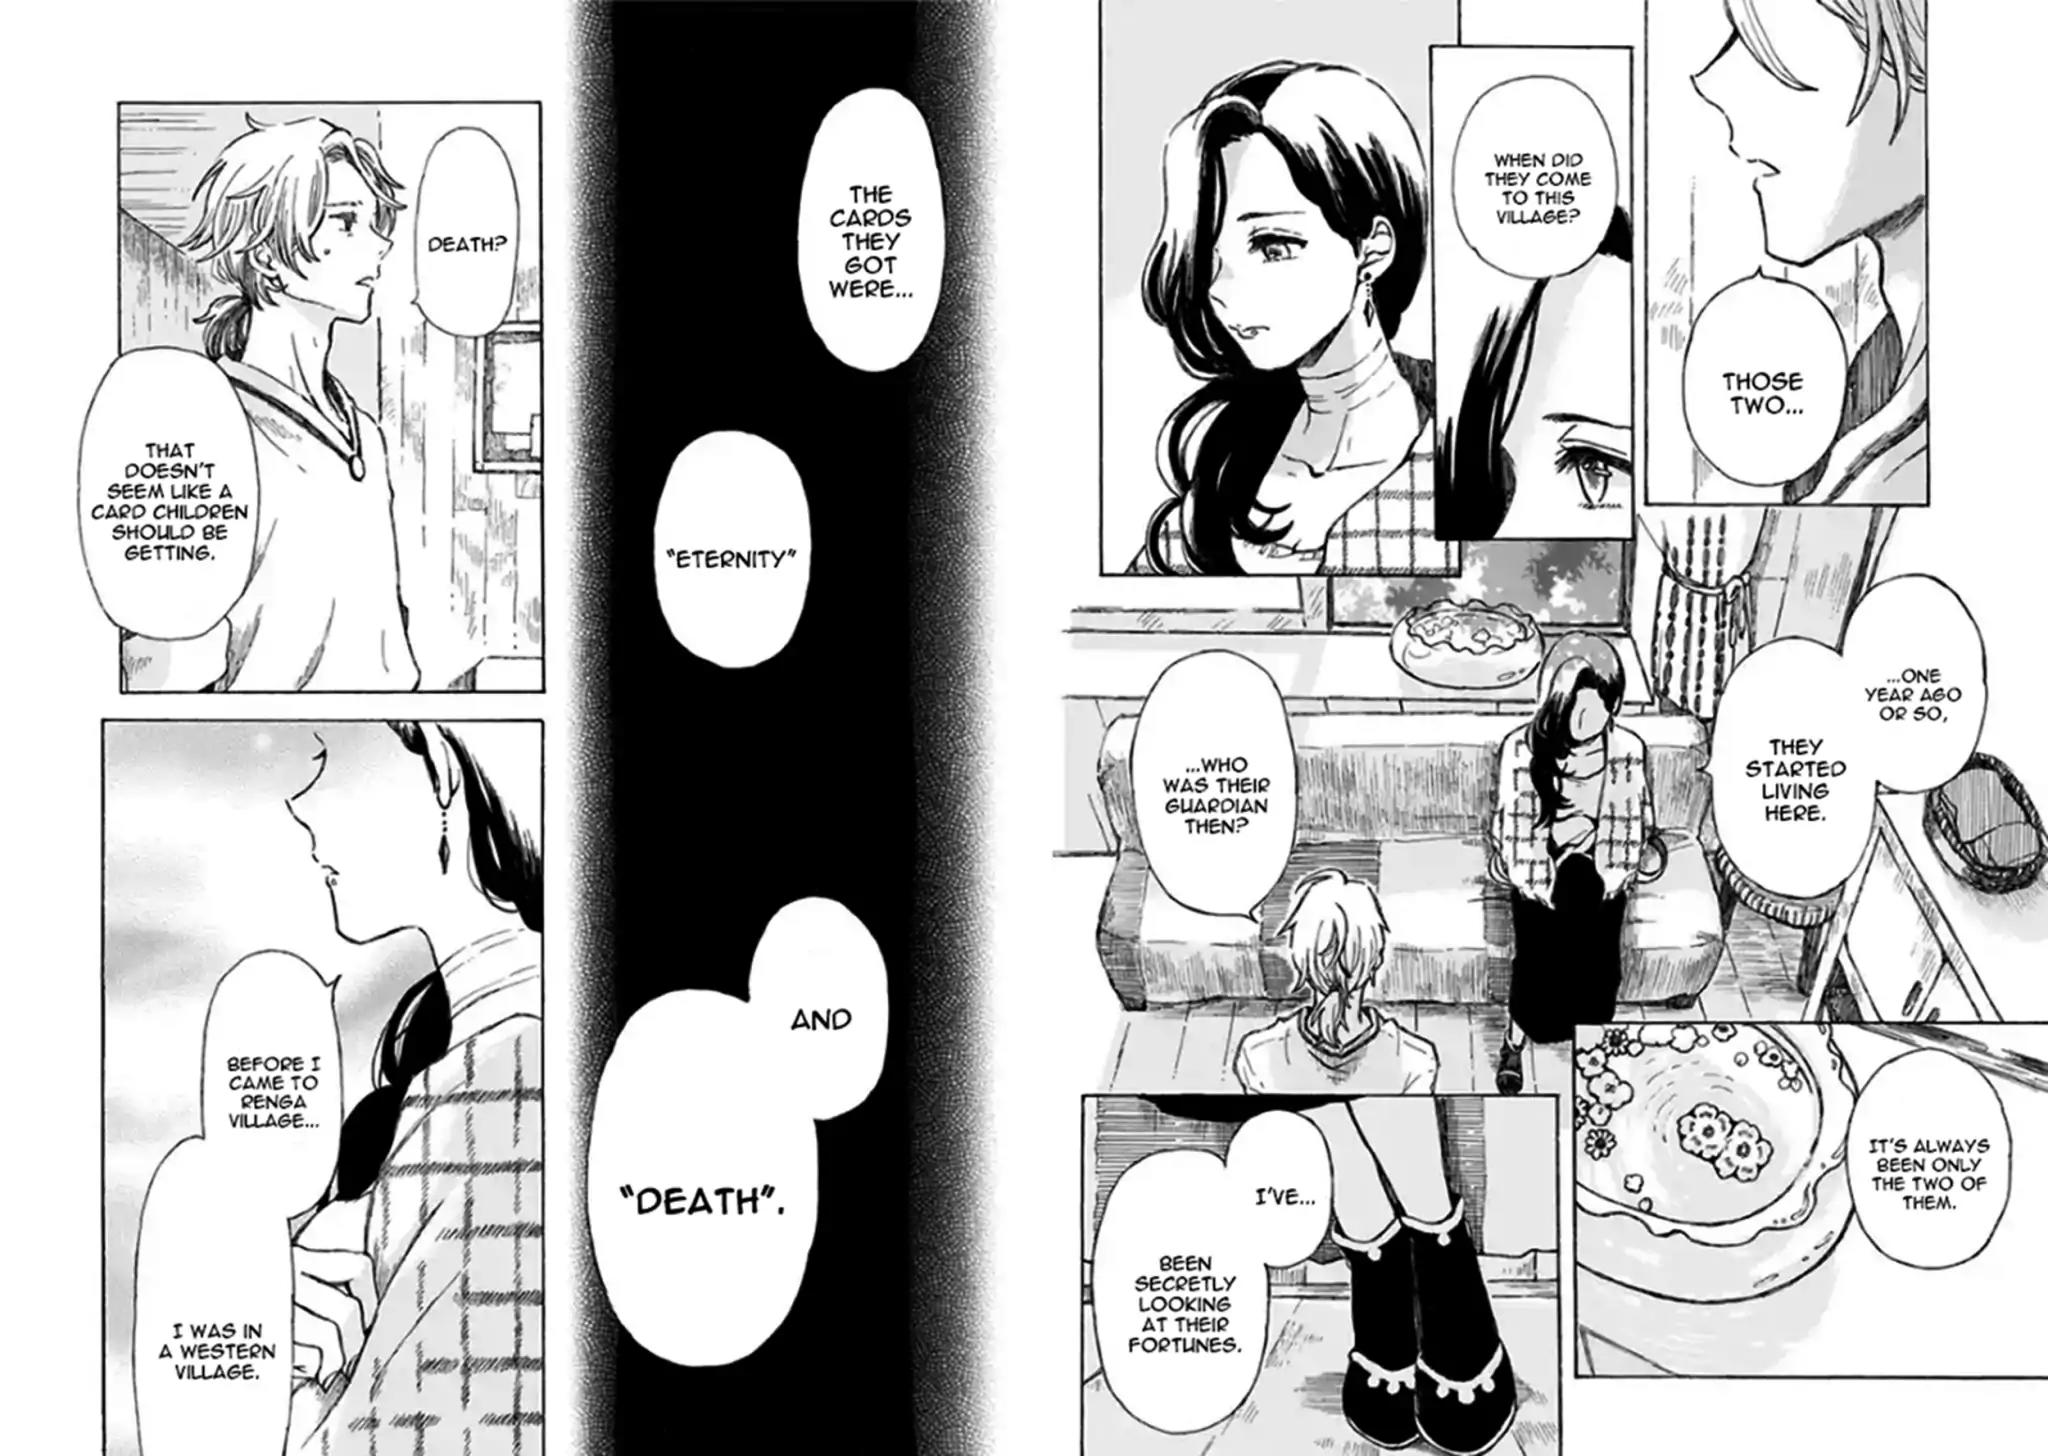 THOSE
TWO...
WHEN DID
THEY COME
TO THIS
VILLAGE?
...ONE
YEAR AGO
OR SO,
THEY
STARTED
LIVING
HERE.
...WHO
WAS THEIR
GUARDIAN
THEN?
IT'S ALWAYS
BEEN ONLY
THE TWO OF
THEM.
I'VE...
BEEN
SECRETLY
LOOKING
AT THEIR
FORTUNES.
THE
CARDS
THEY
GOT
WERE...
"ETERNITY"
AND
"DEATH".
DEATH?
THAT
DOESN'T
SEEM LIKE A
CARD CHILDREN
SHOULD BE
GETTING.
BEFORE I
CAME TO
RENGA
VILLAGE...
I WAS IN
A WESTERN
VILLAGE.